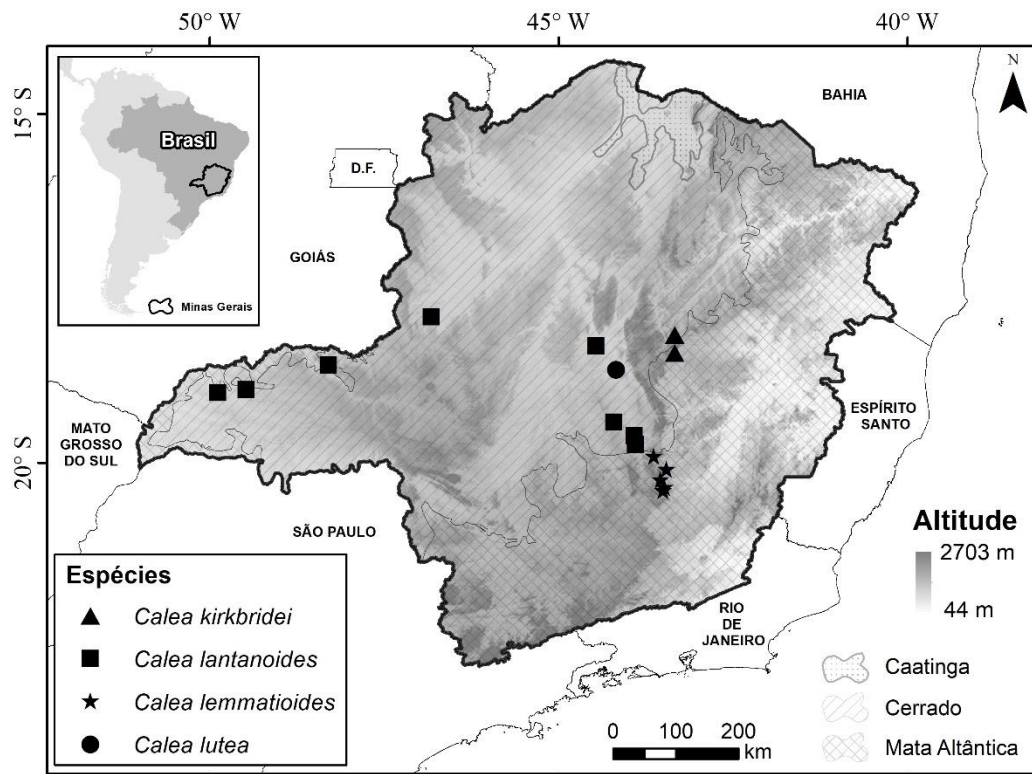 50° W
45° W
40° W
N
15° S
20° S
Brasil
Minas Gerais
BAHIA
D.F.
GOIÁS
MATO
GROSSO
DO SUL
ESPÍRITO
SANTO
SÃO PAULO
RIO
DE
JANEIRO
Altitude
2703 m
44 m
Espécies
Calea kirkbridei
Calea lantanoides
Calea lemmatioides
Calea lutea
0 100 200
km
Caatinga
Cerrado
Mata Altântica